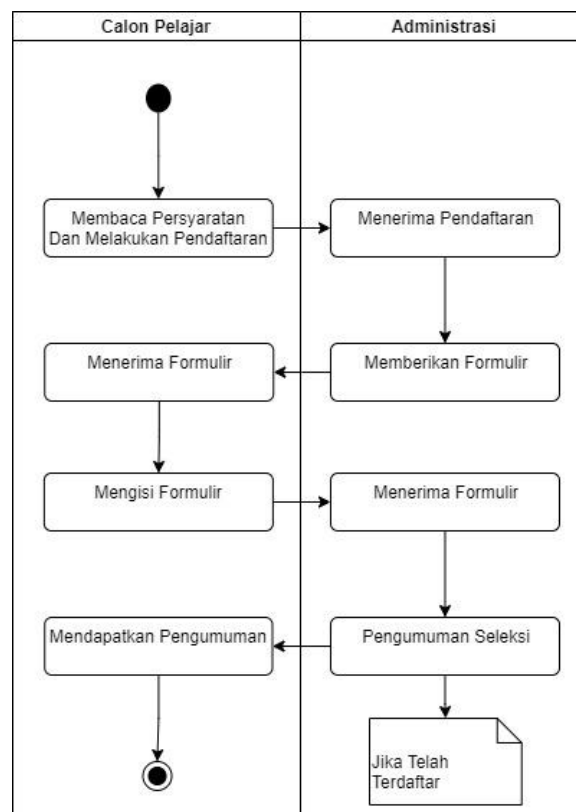 Calon Pelajar
Administrasi
Membaca Persyaratan
Dan Melakukan Pendaftaran
Menerima Pendaftaran
Menerima Formulir
Memberikan Formulir
Mengisi Formulir
Menerima Formulir
Mendapatkan Pengumuman
Pengumuman Seleksi
Jika Telah
Terdaftar